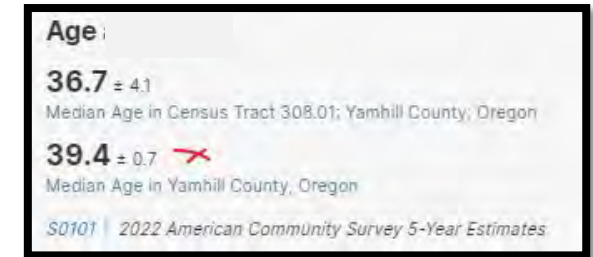 Age
36.7 ± 4.1
Median Age in Census Tract 308.01; Yamhill County; Oregon
39.4 ± 0.7
Median Age in Yamhill County, Oregon
S0101 | 2022 American Community Survey 5-Year Estimates